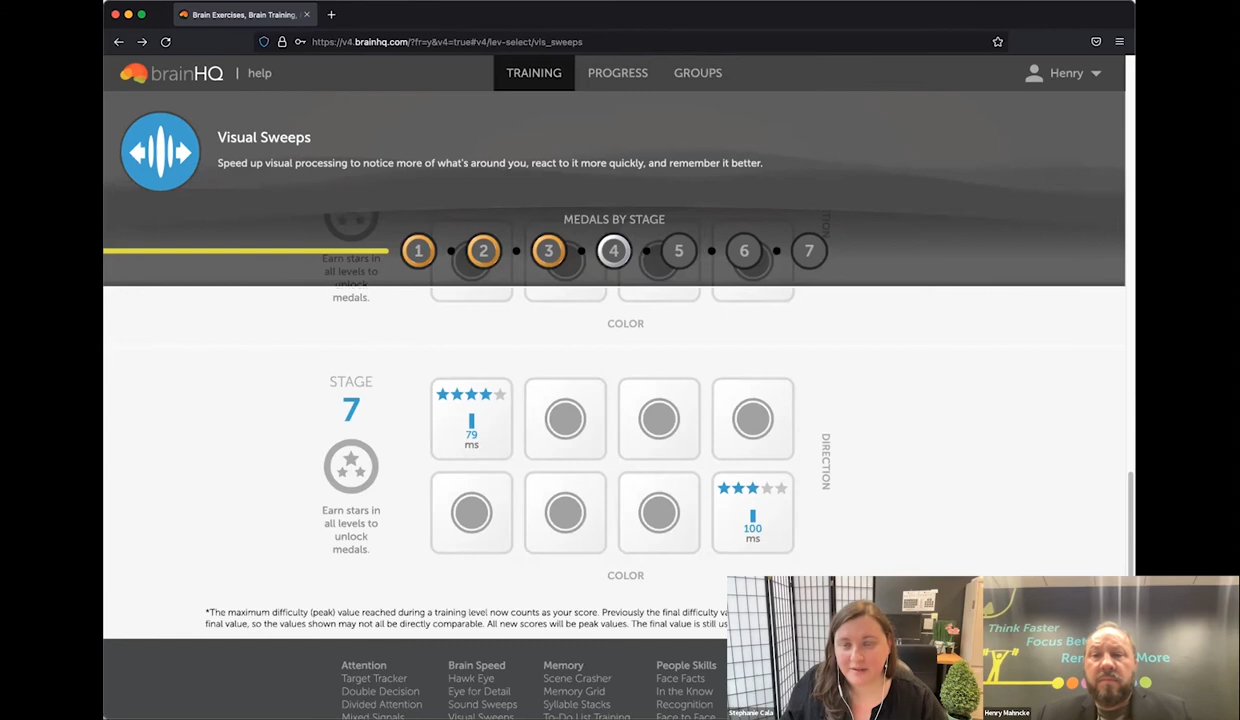 Brain Exercises, Brain Training,
https://v4.brainhq.com/?fr=y&v4=true#v4/lev-select/vis_sweeps
brainHQ | help
TRAINING
PROGRESS
GROUPS
Henry
Visual Sweeps
Speed up visual processing to notice more of what's around you, react to it more quickly, and remember it better.
MEDALS BY STAGE
1 2 3 4 5 6 7
Earn stars in
all levels to
unlock
medals.
COLOR
STAGE
7
79
ms
DIRECTION
100
ms
Earn stars in
all levels to
unlock
medals.
COLOR
*The maximum difficulty (peak) value reached during a training level now counts as your score. Previously the final difficulty
final value, so the values shown may not all be directly comparable. All new scores will be peak values. The final value is still
Attention
Target Tracker
Double Decision
Divided Attention
Mixed Signals
Brain Speed
Hawk Eye
Eye for Detail
Sound Sweeps
Visual Sweeps
Memory
Scene Crasher
Memory Grid
Syllable Stacks
To-Do List Training
People Skills
Face Facts
In the Know
Recognition
Face to Face
Think Faster
Focus
More
Stephanie Cala
Henry Mahncke